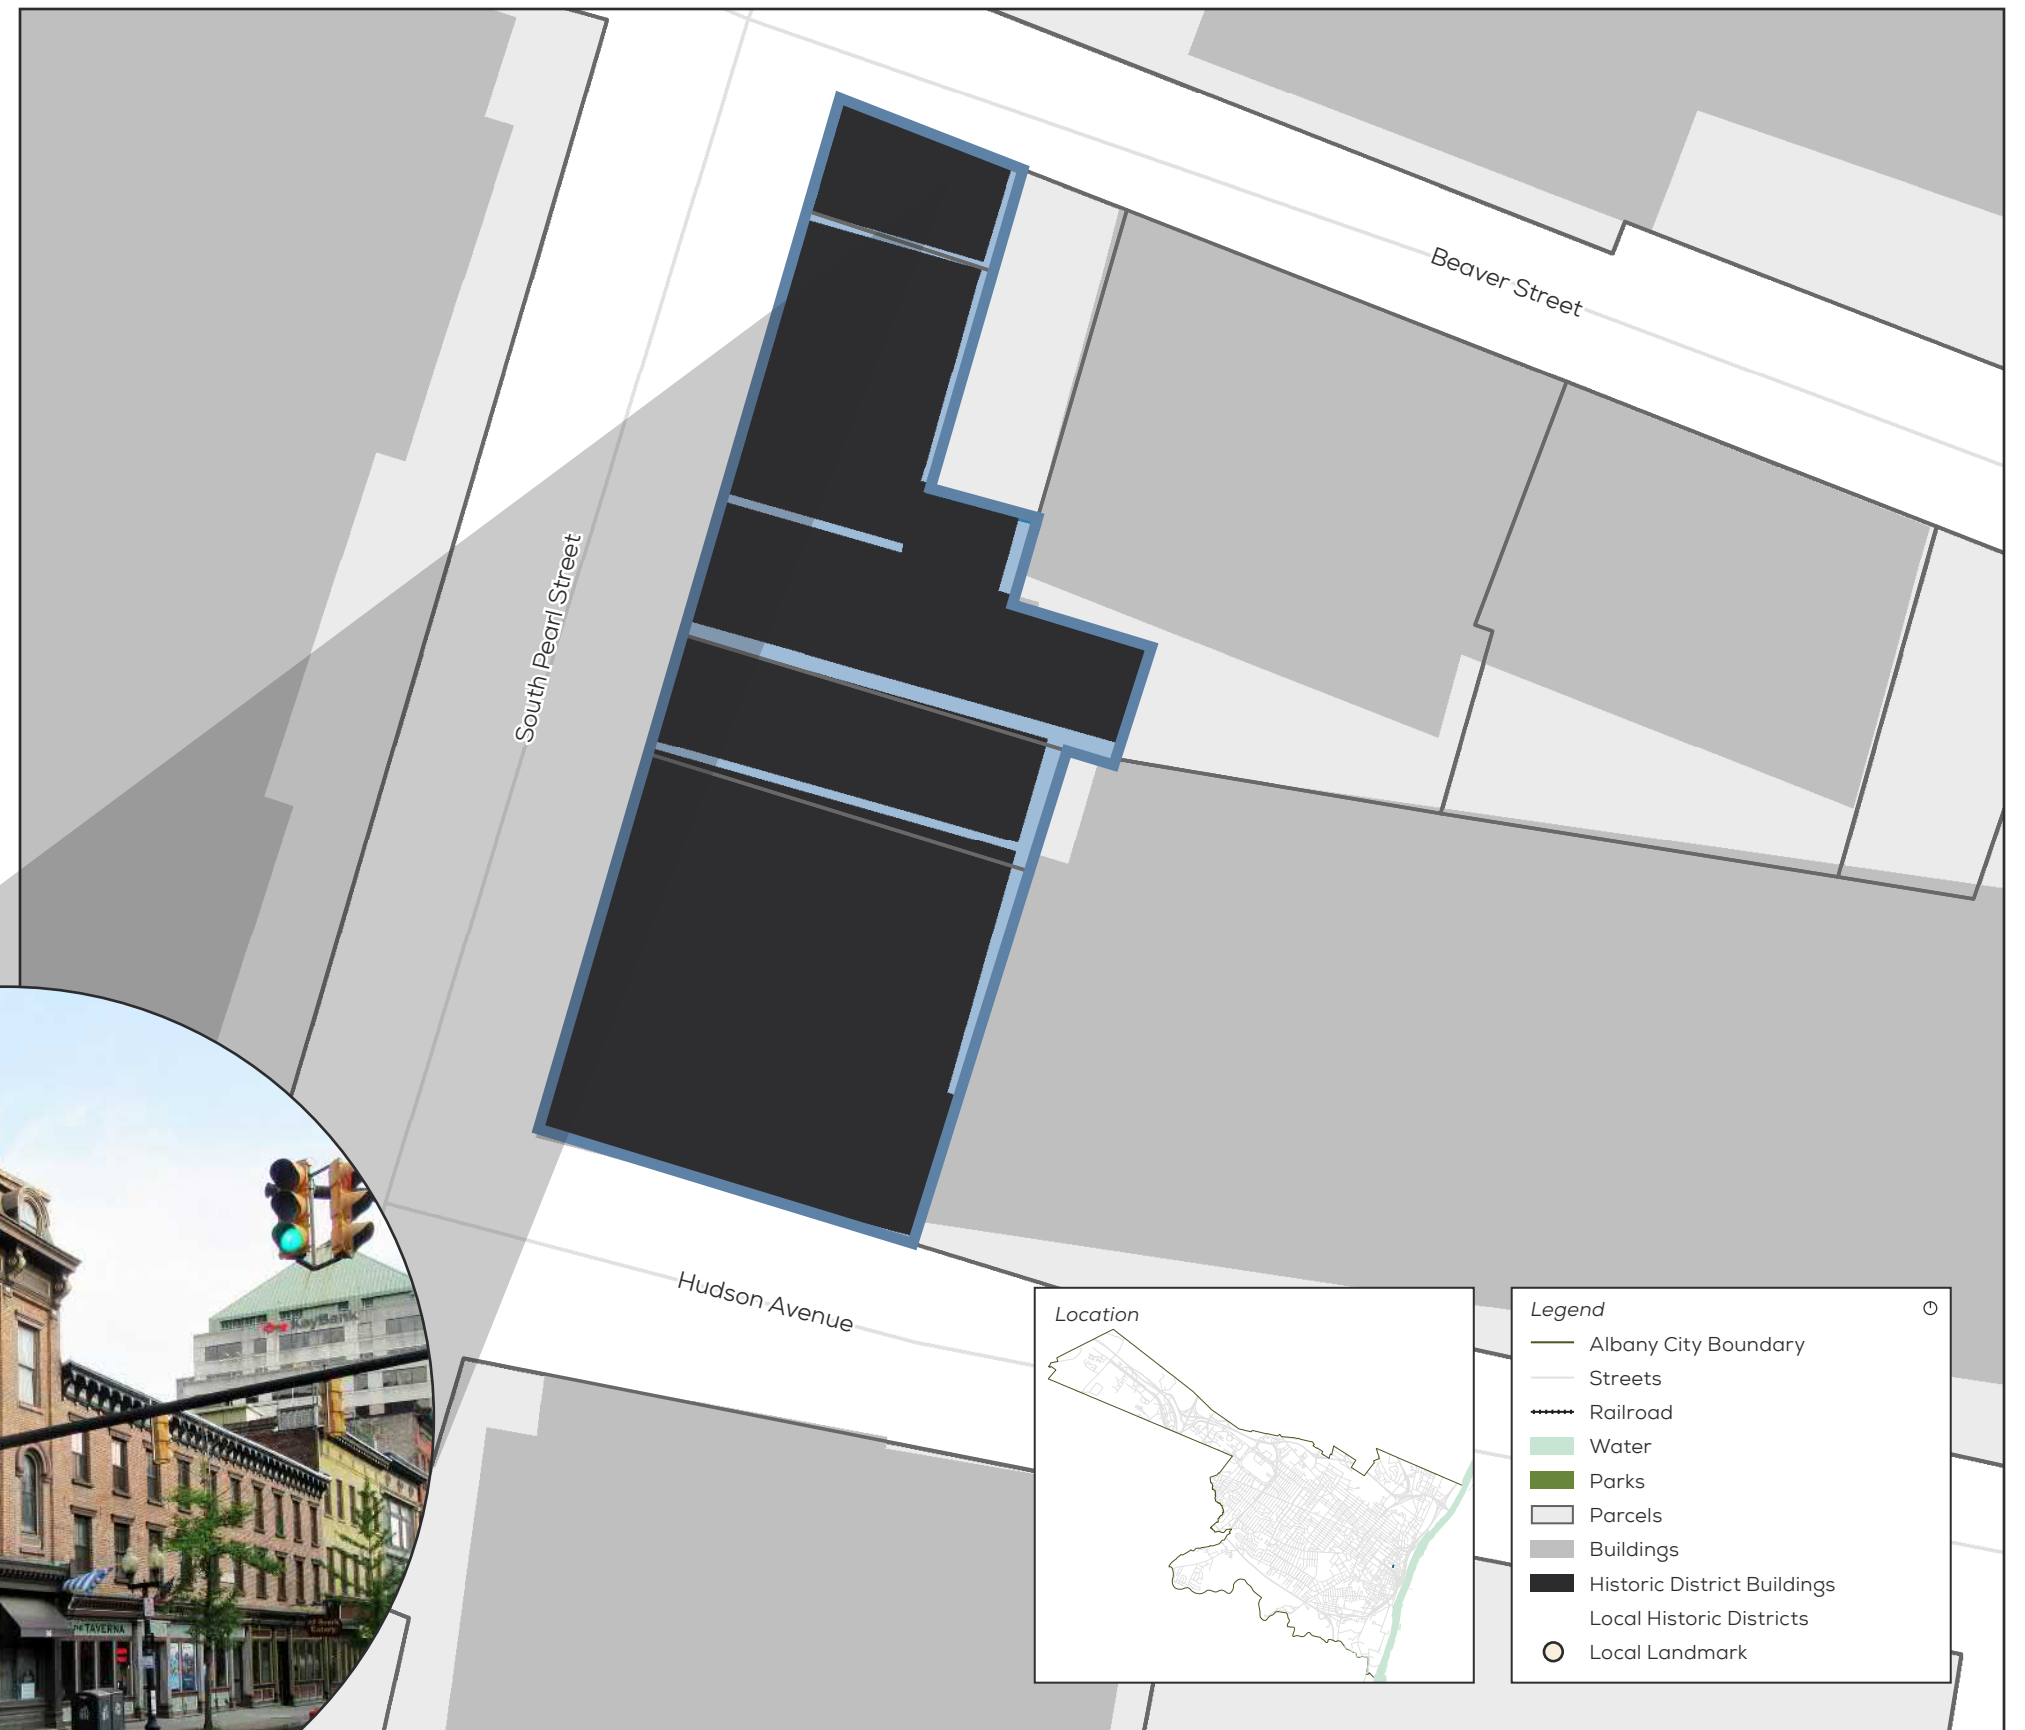 Beaver Street
South Pearl Street
Hudson Avenue
KeyBank
TAVERNA
Location
Legend
Albany City Boundary
Streets
Railroad
Water
Parks
Parcels
Buildings
Historic District Buildings
Local Historic Districts
Local Landmark